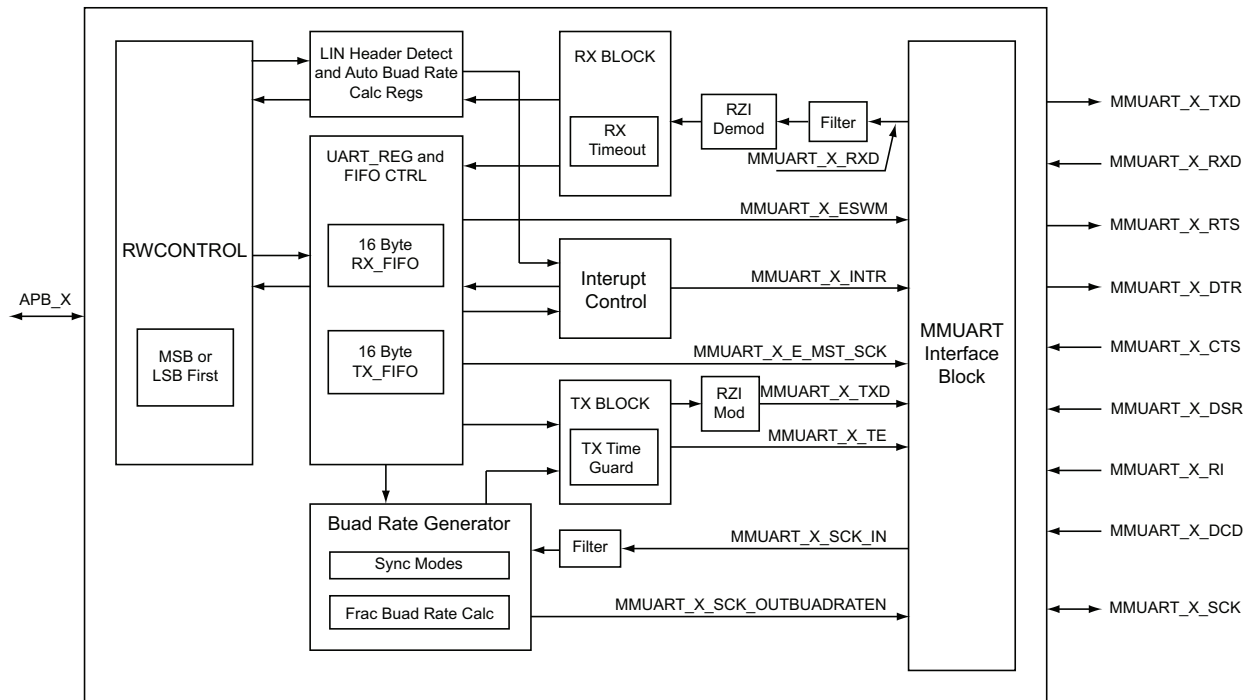 APB_X
RWCONTROL
MSB or
LSB First
LIN Header Detect
and Auto Buad Rate
Calc Regs
UART_REG and
FIFO CTRL
16 Byte
RX_FIFO
16 Byte
TX_FIFO
Buad Rate Generator
Sync Modes
Frac Buad Rate Calc
RX BLOCK
RX
Timeout
RZI
Demod
Filter
MMUART_X_RXD
MMUART_X_ESWM
Interupt
Control
MMUART_X_INTR
MMUART_X_E_MST_SCK
TX BLOCK
TX Time
Guard
RZI
Mod
MMUART_X_TXD
MMUART_X_TE
Filter
MMUART_X_SCK_IN
MMUART_X_SCK_OUTBUADRATEN
MMUART
Interface
Block
MMUART_X_TXD
MMUART_X_RXD
MMUART_X_RTS
MMUART_X_DTR
MMUART_X_CTS
MMUART_X_DSR
MMUART_X_RI
MMUART_X_DCD
MMUART_X_SCK